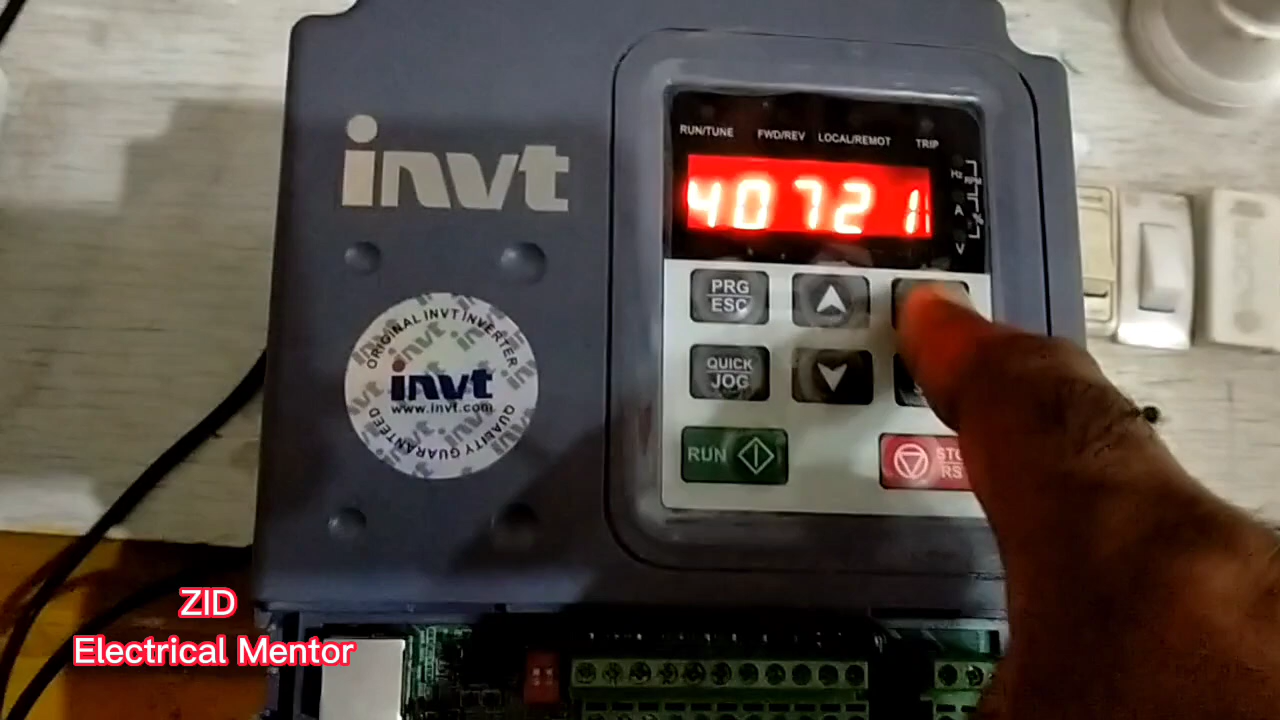 invt
RUN/TUNE FWD/REV LOCAL/REMOT TRIP
Hz
RPM
A
%
V
40721
PRG
ESC
QUICK
JOG
RUN
ORIGINAL INVT INVERTER
invt
www.invt.com
QUALITY GUARANTEED
ZID
Electrical Mentor